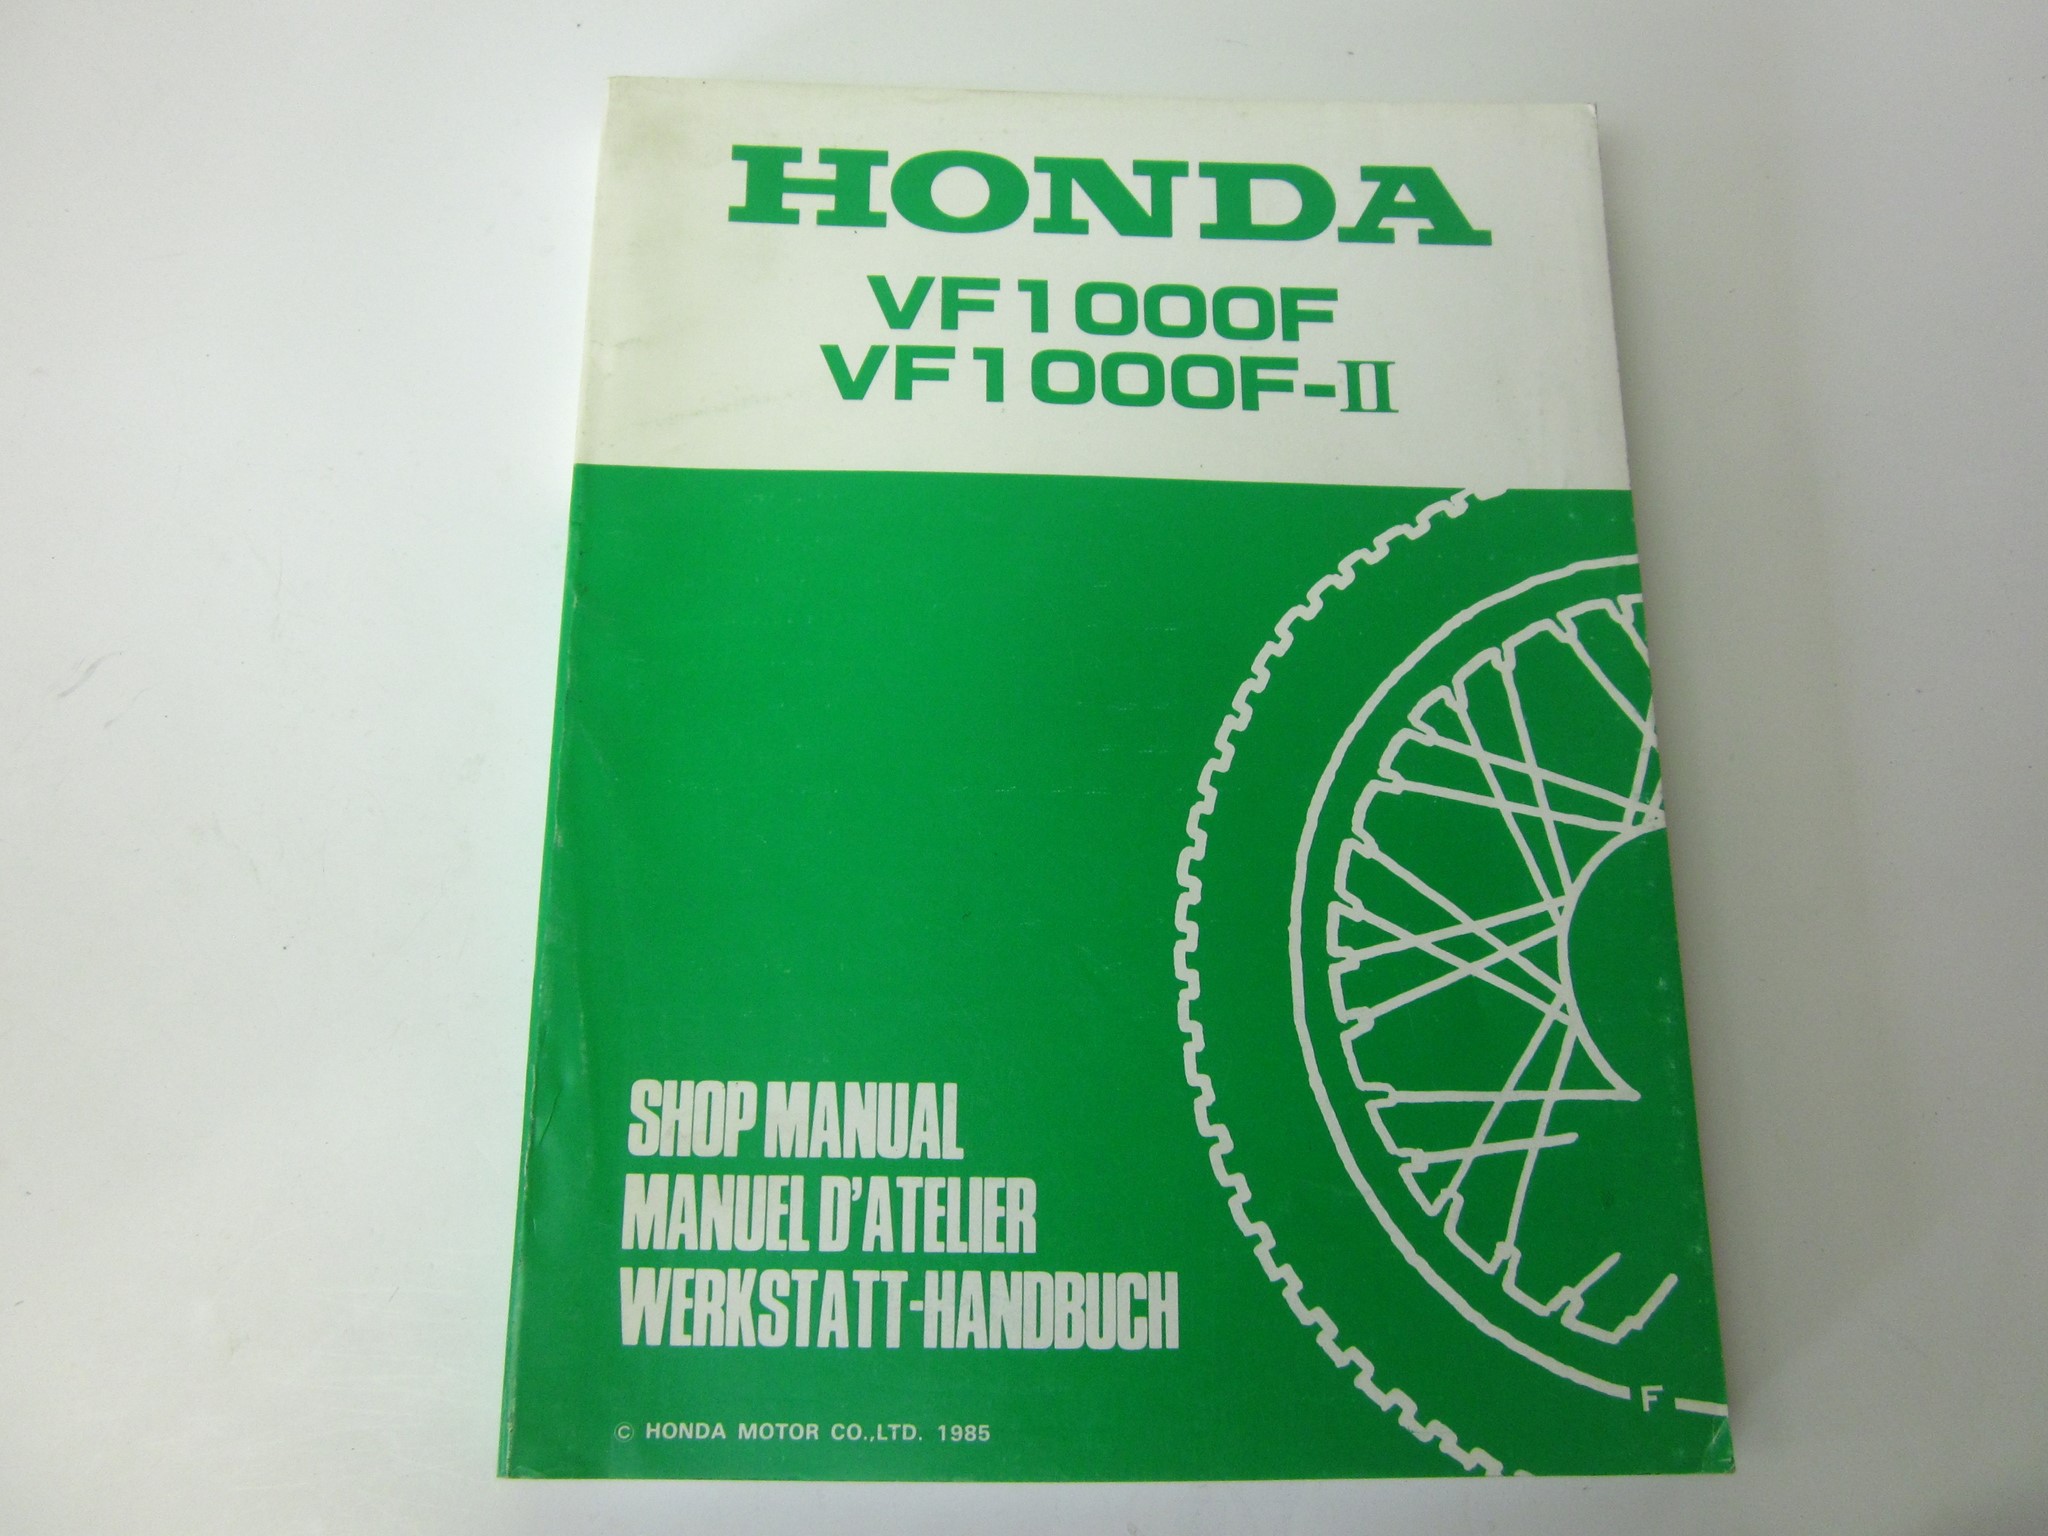 HONDA
VF1000F
VF1000F-II
SHOP MANUAL
MANUEL D'ATELIER
WERKSTATT-HANDBUCH
F
© HONDA MOTOR CO.,LTD. 1985